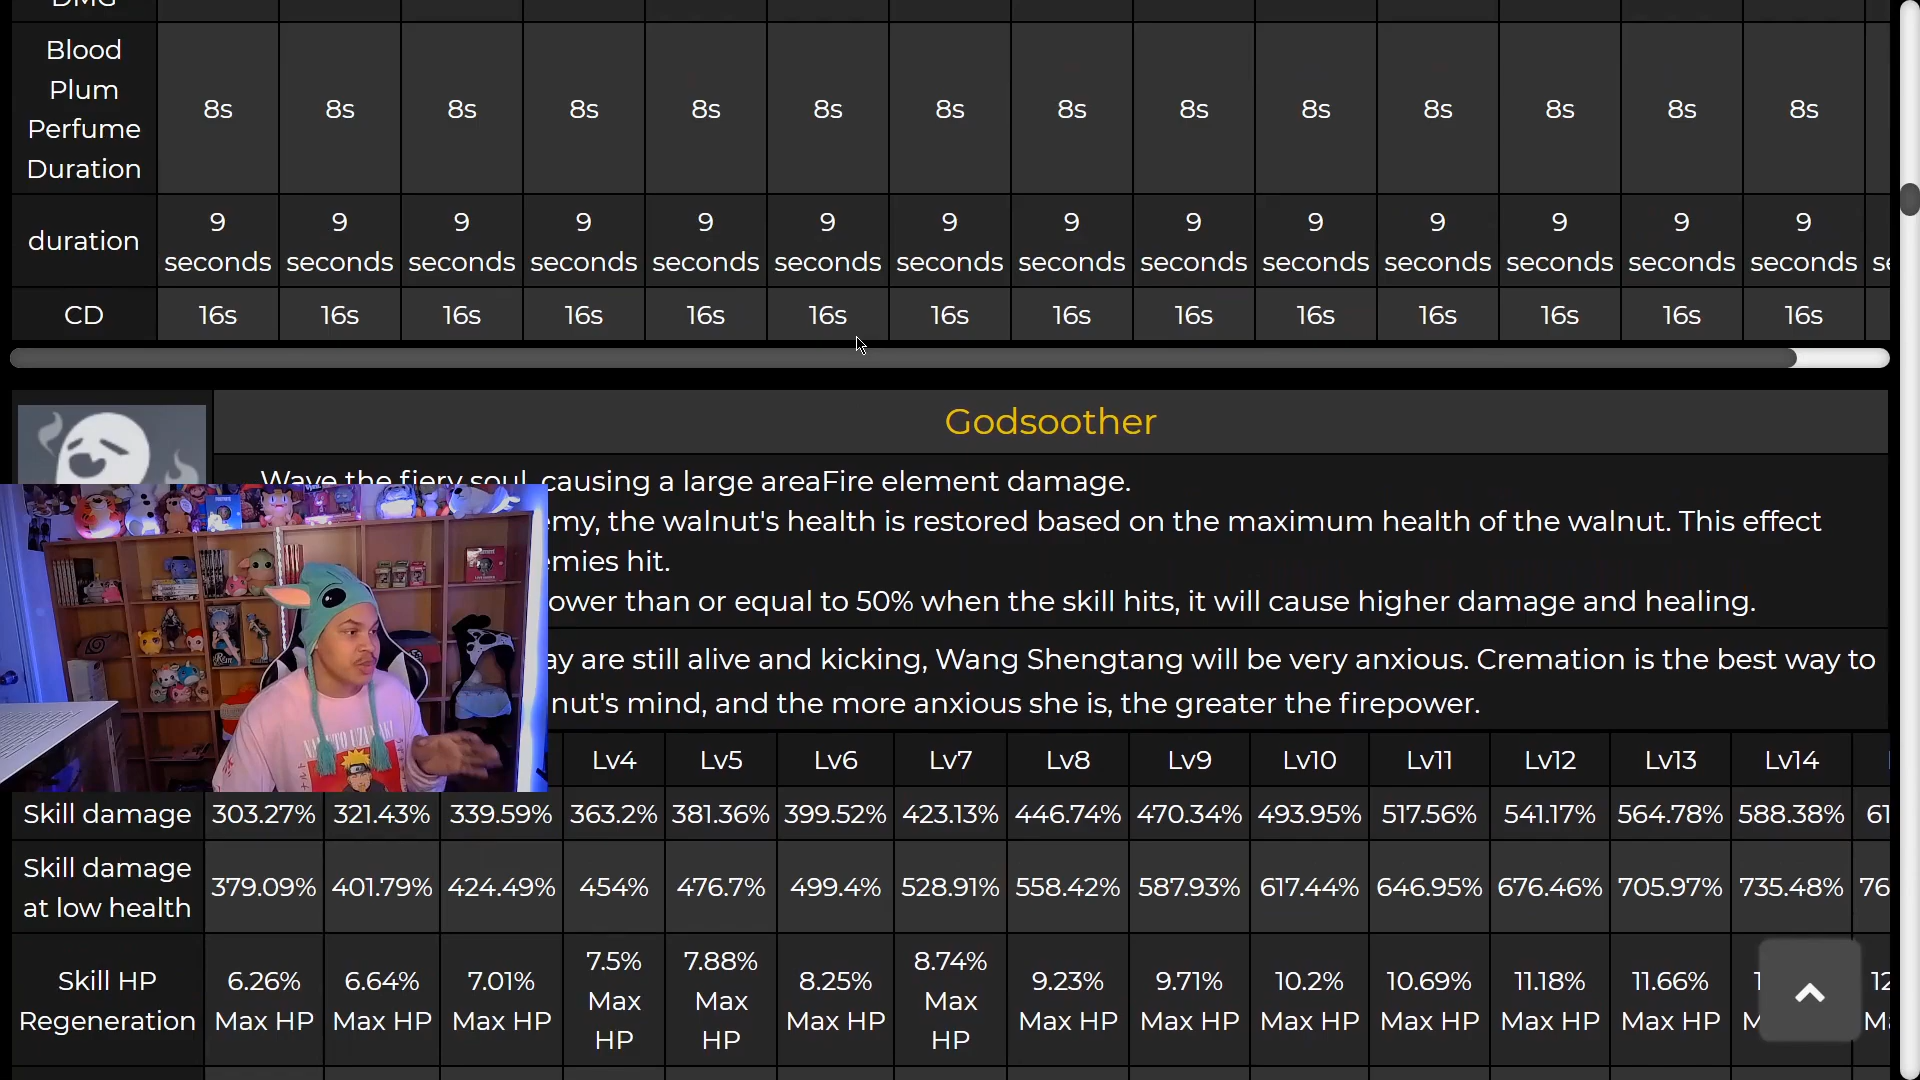 DMG
Blood
Plum
Perfume
Duration
8s 8s 8s 8s 8s 8s 8s 8s 8s 8s 8s 8s 8s 8s
duration
9 9 9 9 9 9 9 9 9 9 9 9 9 9
seconds seconds seconds seconds seconds seconds seconds seconds seconds seconds seconds seconds seconds seconds
CD 16s 16s 16s 16s 16s 16s 16s 16s 16s 16s 16s 16s 16s 16s
Godsoother
Wave the fiery soul, causing a large areaFire element damage.
emy, the walnut's health is restored based on the maximum health of the walnut. This effect
emies hit.
ower than or equal to 50% when the skill hits, it will cause higher damage and healing.
ay are still alive and kicking, Wang Shengtang will be very anxious. Cremation is the best way to
nut's mind, and the more anxious she is, the greater the firepower.
Lv4 Lv5 Lv6 Lv7 Lv8 Lv9 Lv10 Lv11 Lv12 Lv13 Lv14
Skill damage 303.27% 321.43% 339.59% 363.2% 381.36% 399.52% 423.13% 446.74% 470.34% 493.95% 517.56% 541.17% 564.78% 588.38% 61
Skill damage
at low health
379.09% 401.79% 424.49% 454% 476.7% 499.4% 528.91% 558.42% 587.93% 617.44% 646.95% 676.46% 705.97% 735.48% 76
Skill HP
Regeneration
6.26% 6.64% 7.01% 7.5% 7.88% 8.25% 8.74% 9.23% 9.71% 10.2% 10.69% 11.18% 11.66% 1 12
Max HP Max HP Max HP Max HP Max HP Max HP Max HP Max HP Max HP Max HP Max HP Max HP Max HP M M